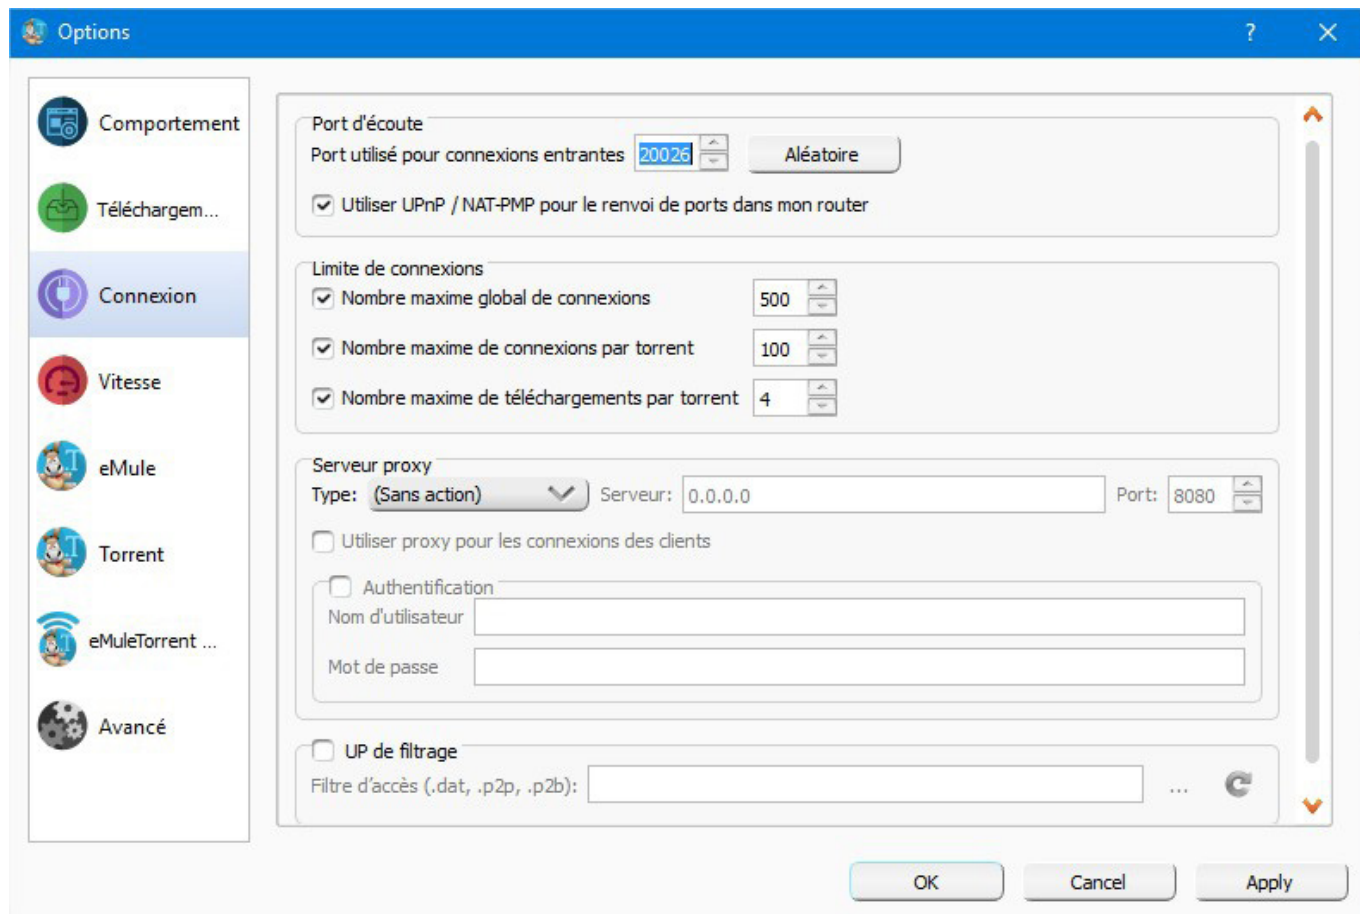 Options
?
Comportement
Téléchargem...
Connexion
Vitesse
eMule
Torrent
eMuleTorrent ...
Avancé
Port d'écoute
Port utilisé pour connexions entrantes 20026 Aléatoire
Utiliser UPnP / NAT-PMP pour le renvoi de ports dans mon router
Limite de connexions
Nombre maxime global de connexions 500
Nombre maxime de connexions par torrent 100
Nombre maxime de téléchargements par torrent 4
Serveur proxy
Type: (Sans action) Serveur: 0.0.0.0 Port: 8080
Utiliser proxy pour les connexions des clients
Authentification
Nom d'utilisateur
Mot de passe
UP de filtrage
Filtre d’accès (.dat, .p2p, .p2b): ...
OK Cancel Apply